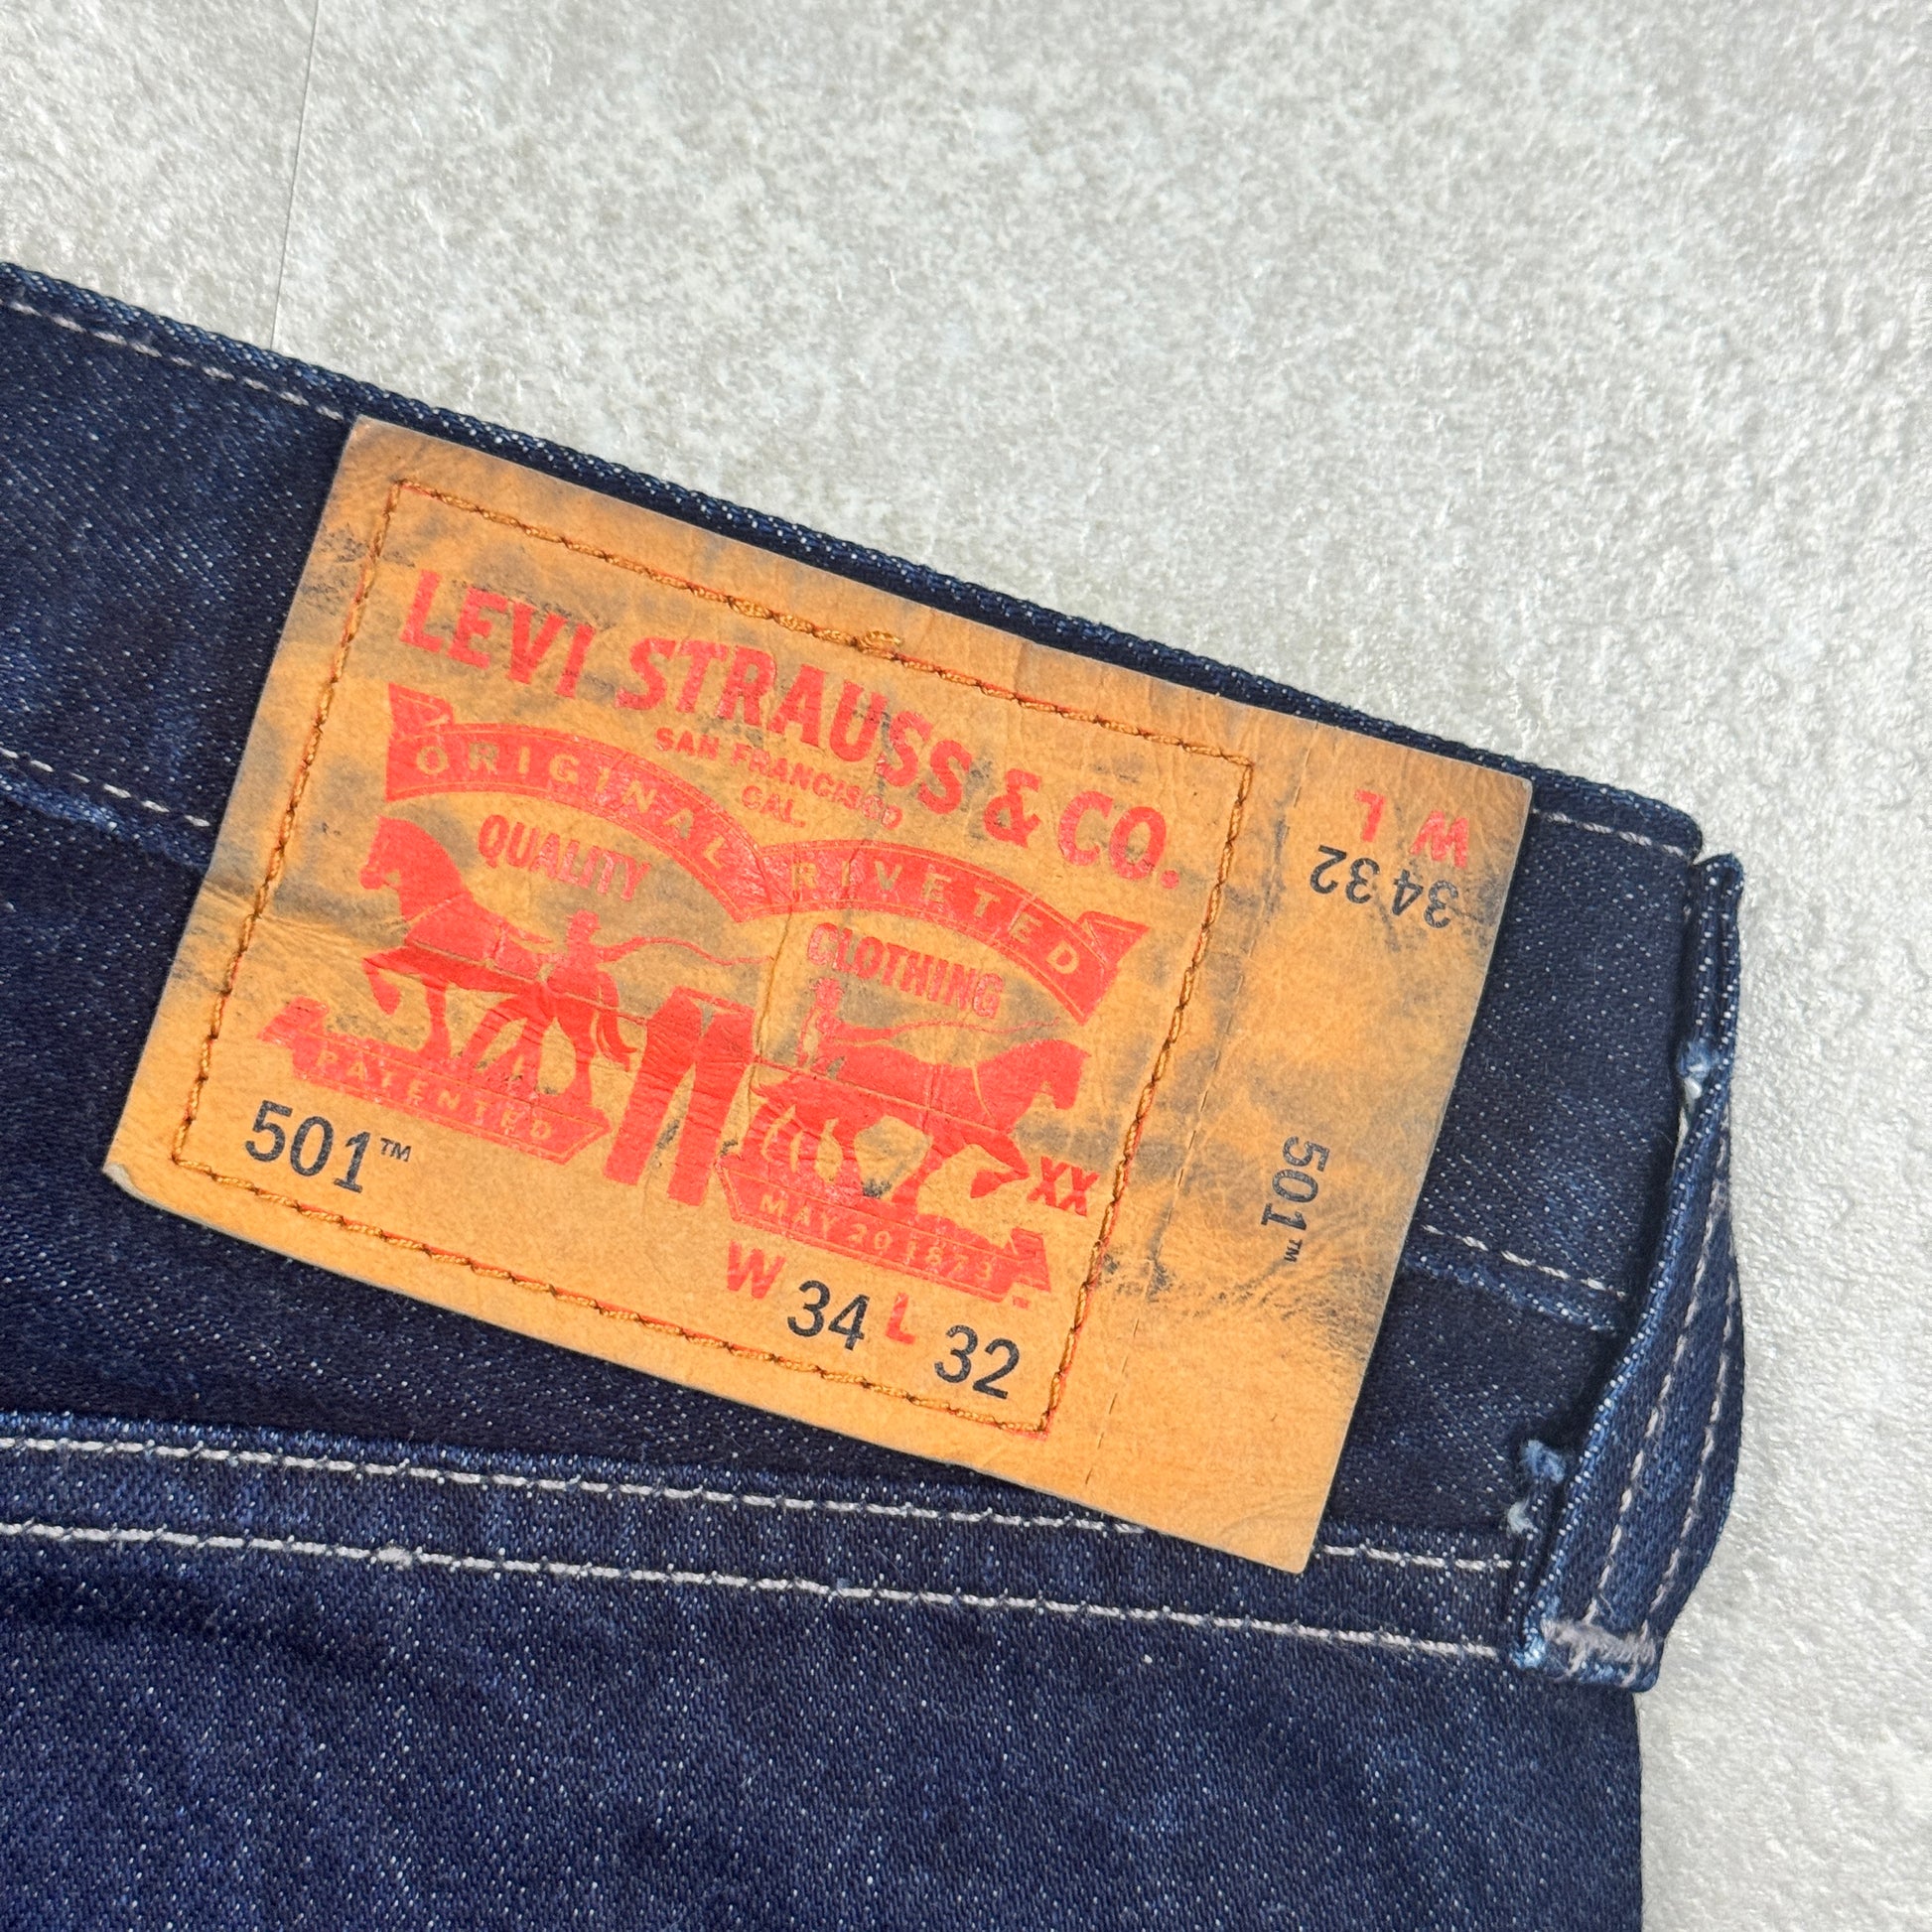 LEVI STRAUSS & CO.
SAN FRANCISCO
CAL.
ORIGINAL RIVETED
QUALITY
CLOTHING
PATENTED
XX
MAY 20 1873
501™
W 34 L 32
W L
34 32
501™